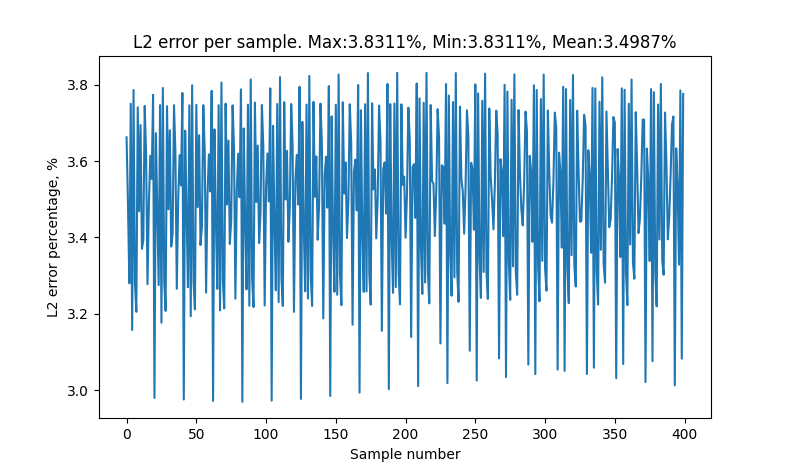 L2 error per sample. Max:3.8311%, Min:3.8311%, Mean:3.4987%
3.8
3.6
3.4
3.2
3.0
L2 error percentage, %
0 50 100 150 200 250 300 350 400
Sample number